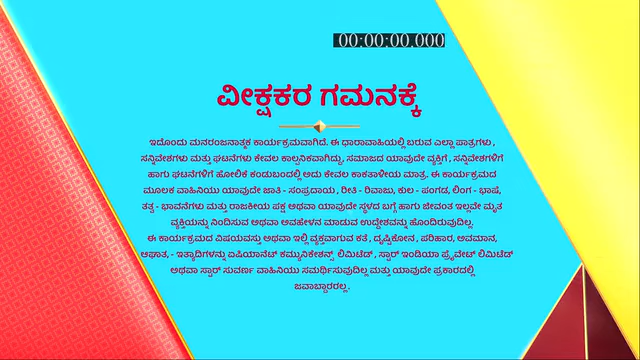 00:00:00.000
ವೀಕ್ಷಕರ ಗಮನಕ್ಕೆ
ಇದೊಂದು ಮನರಂಜನಾತ್ಮಕ ಕಾರ್ಯಕ್ರಮವಾಗಿದೆ. ಈ ಧಾರಾವಾಹಿಯಲ್ಲಿ ಬರುವ ಎಲ್ಲಾ ಪಾತ್ರಗಳು ,
ಸನ್ನಿವೇಶಗಳು ಮತ್ತು ಘಟನೆಗಳು ಕೇವಲ ಕಾಲ್ಪನಿಕವಾಗಿದ್ದು, ಸಮಾಜದ ಯಾವುದೇ ವ್ಯಕ್ತಿಗೆ , ಸನ್ನಿವೇಶಗಳಿಗೆ
ಹಾಗು ಘಟನೆಗಳಿಗೆ ಹೋಲಿಕೆ ಕಂಡುಬಂದಲ್ಲಿ ಅದು ಕೇವಲ ಕಾಕತಾಳೀಯ ಮಾತ್ರ. ಈ ಕಾರ್ಯಕ್ರಮದ
ಮೂಲಕ ವಾಹಿನಿಯು ಯಾವುದೇ ಜಾತಿ - ಸಂಪ್ರದಾಯ , ರೀತಿ - ರಿವಾಜು, ಕುಲ - ಪಂಗಡ, ಲಿಂಗ - ಭಾಷೆ,
ತತ್ವ - ಭಾವನೆಗಳು ಮತ್ತು ರಾಜಕೀಯ ಪಕ್ಷ ಅಥವಾ ಯಾವುದೇ ಸ್ಥಳದ ಬಗ್ಗೆ ಹಾಗು ಜೀವಂತ ಇಲ್ಲವೇ ಮೃತ
ವ್ಯಕ್ತಿಯನ್ನು ನಿಂದಿಸುವ ಅಥವಾ ಅವಹೇಳನ ಮಾಡುವ ಉದ್ದೇಶವನ್ನು ಹೊಂದಿರುವುದಿಲ್ಲ.
ಈ ಕಾರ್ಯಕ್ರಮದ ವಿಷಯವಸ್ತು ಅಥವಾ ಇಲ್ಲಿ ವ್ಯಕ್ತವಾಗುವ ಕತೆ , ದೃಷ್ಟಿಕೋನ , ಪರಿಹಾರ, ಅವಮಾನ,
ಆಘಾತ, - ಇತ್ಯಾದಿಗಳನ್ನು ಏಷಿಯಾನೆಟ್ ಕಮ್ಯುನಿಕೇಶನ್ಸ್ ಲಿಮಿಟೆಡ್ , ಸ್ಟಾರ್ ಇಂಡಿಯಾ ಪ್ರೈವೇಟ್ ಲಿಮಿಟೆಡ್
ಅಥವಾ ಸ್ಟಾರ್ ಸುವರ್ಣ ವಾಹಿನಿಯು ಸಮರ್ಥಿಸುವುದಿಲ್ಲ ಮತ್ತು ಯಾವುದೇ ಪ್ರಕಾರದಲ್ಲಿ
ಜವಾಬ್ದಾರರಲ್ಲ.